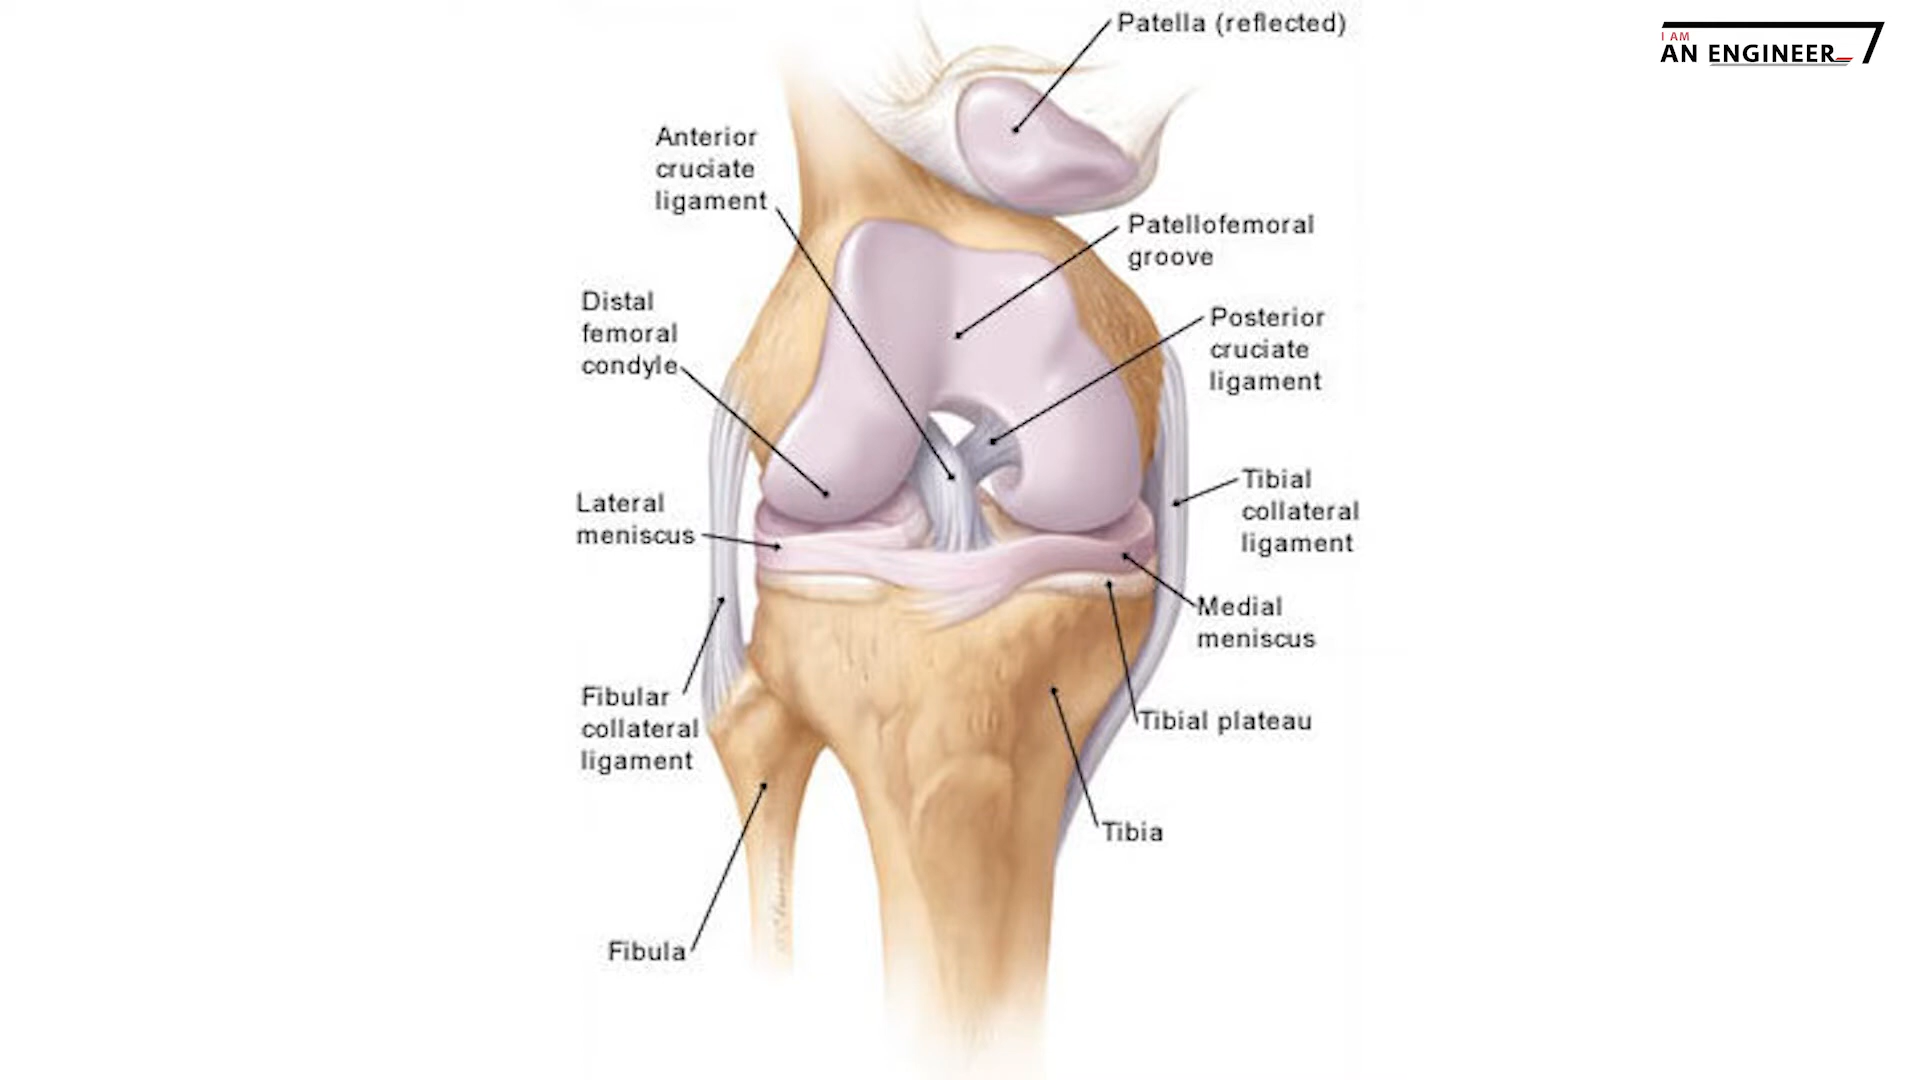 Patella (reflected)
I AM
AN ENGINEER
Anterior
cruciate
ligament
Patellofemoral
groove
Distal
femoral
condyle
Posterior
cruciate
ligament
Lateral
meniscus
Tibial
collateral
ligament
Medial
meniscus
Fibular
collateral
ligament
Tibial plateau
Tibia
Fibula